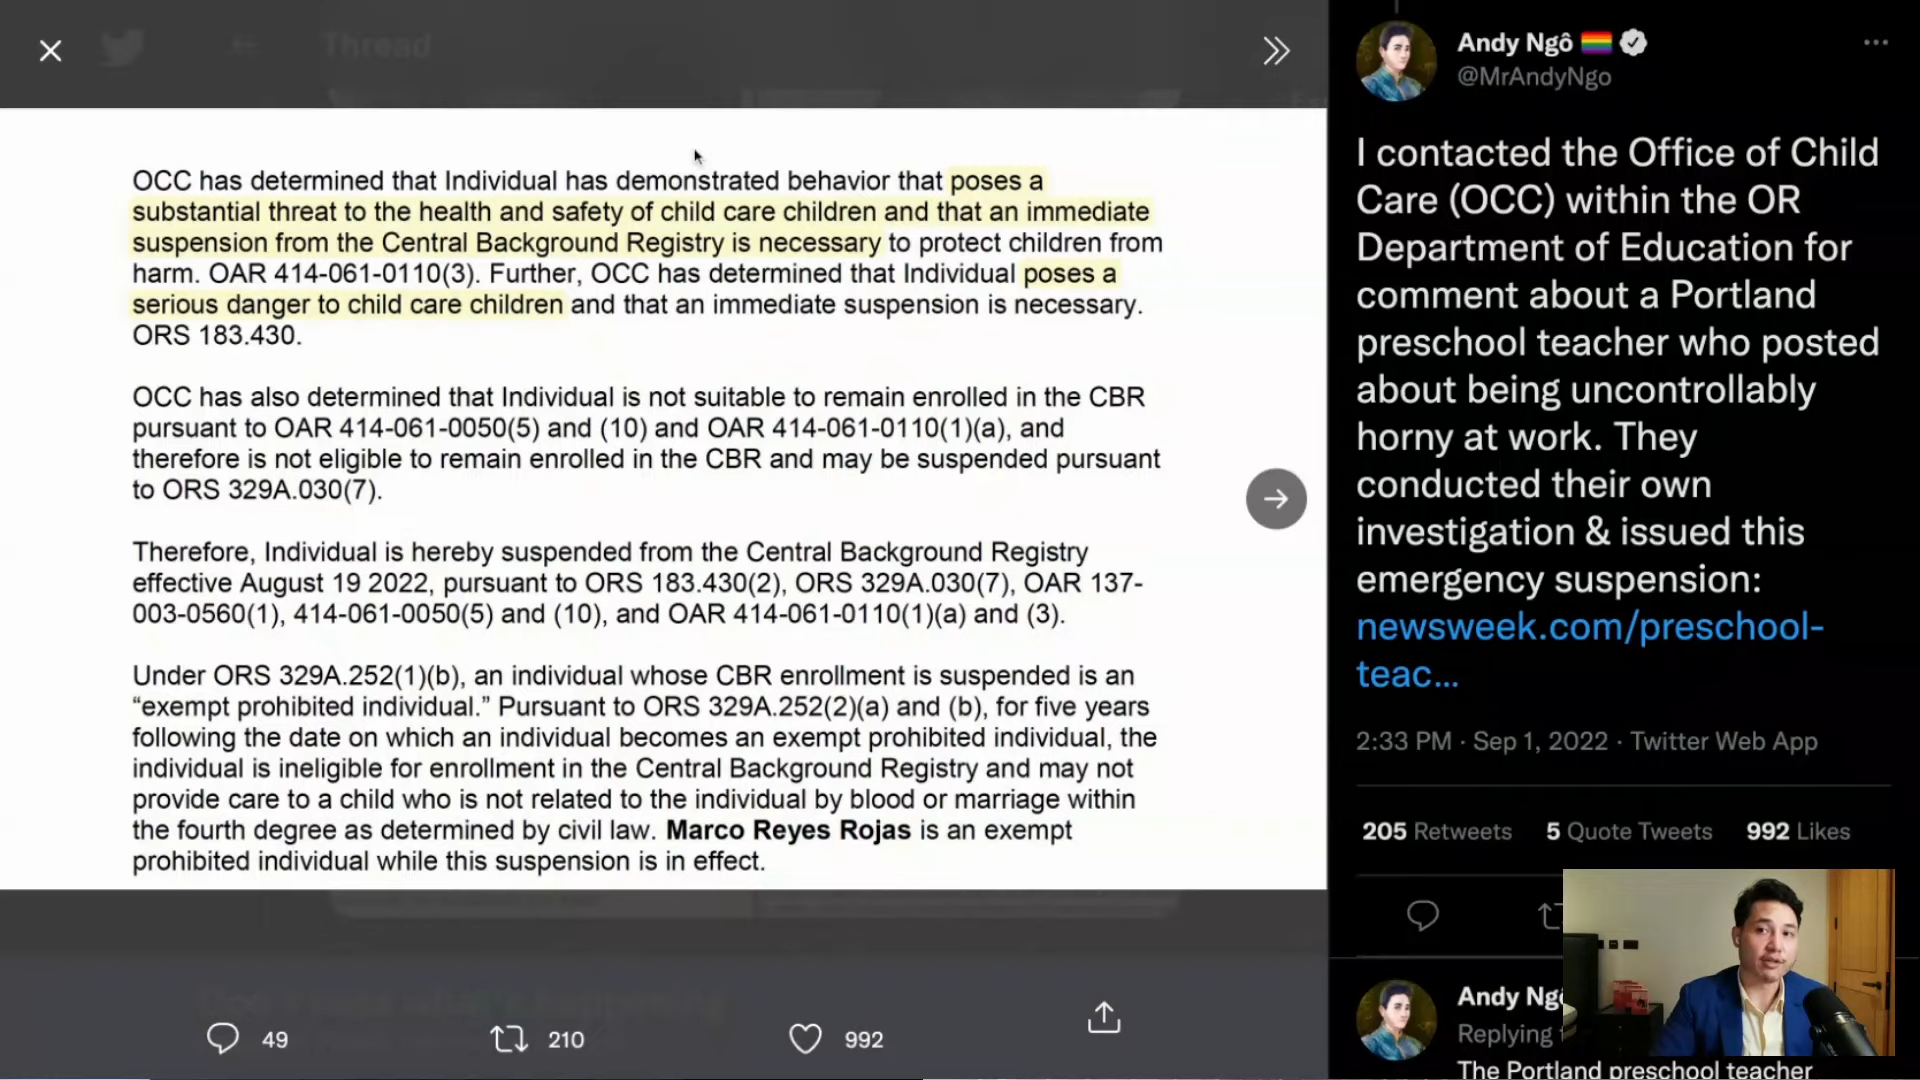 Thread
OCC has determined that Individual has demonstrated behavior that poses a
substantial threat to the health and safety of child care children and that an immediate
suspension from the Central Background Registry is necessary to protect children from
harm. OAR 414-061-0110(3). Further, OCC has determined that Individual poses a
serious danger to child care children and that an immediate suspension is necessary.
ORS 183.430.
OCC has also determined that Individual is not suitable to remain enrolled in the CBR
pursuant to OAR 414-061-0050(5) and (10) and OAR 414-061-0110(1)(a), and
therefore is not eligible to remain enrolled in the CBR and may be suspended pursuant
to ORS 329A.030(7).
Therefore, Individual is hereby suspended from the Central Background Registry
effective August 19 2022, pursuant to ORS 183.430(2), ORS 329A.030(7), OAR 137-
003-0560(1), 414-061-0050(5) and (10), and OAR 414-061-0110(1)(a) and (3).
Under ORS 329A.252(1)(b), an individual whose CBR enrollment is suspended is an
“exempt prohibited individual.” Pursuant to ORS 329A.252(2)(a) and (b), for five years
following the date on which an individual becomes an exempt prohibited individual, the
individual is ineligible for enrollment in the Central Background Registry and may not
provide care to a child who is not related to the individual by blood or marriage within
the fourth degree as determined by civil law. Marco Reyes Rojas is an exempt
prohibited individual while this suspension is in effect.
49 210 992
Andy Ngô
@MrAndyNgo
I contacted the Office of Child
Care (OCC) within the OR
Department of Education for
comment about a Portland
preschool teacher who posted
about being uncontrollably
horny at work. They
conducted their own
investigation & issued this
emergency suspension:
newsweek.com/preschool-
teac...
2:33 PM · Sep 1, 2022 · Twitter Web App
205 Retweets 5 Quote Tweets 992 Likes
Andy Ngô
Replying
The Portland preschool teacher